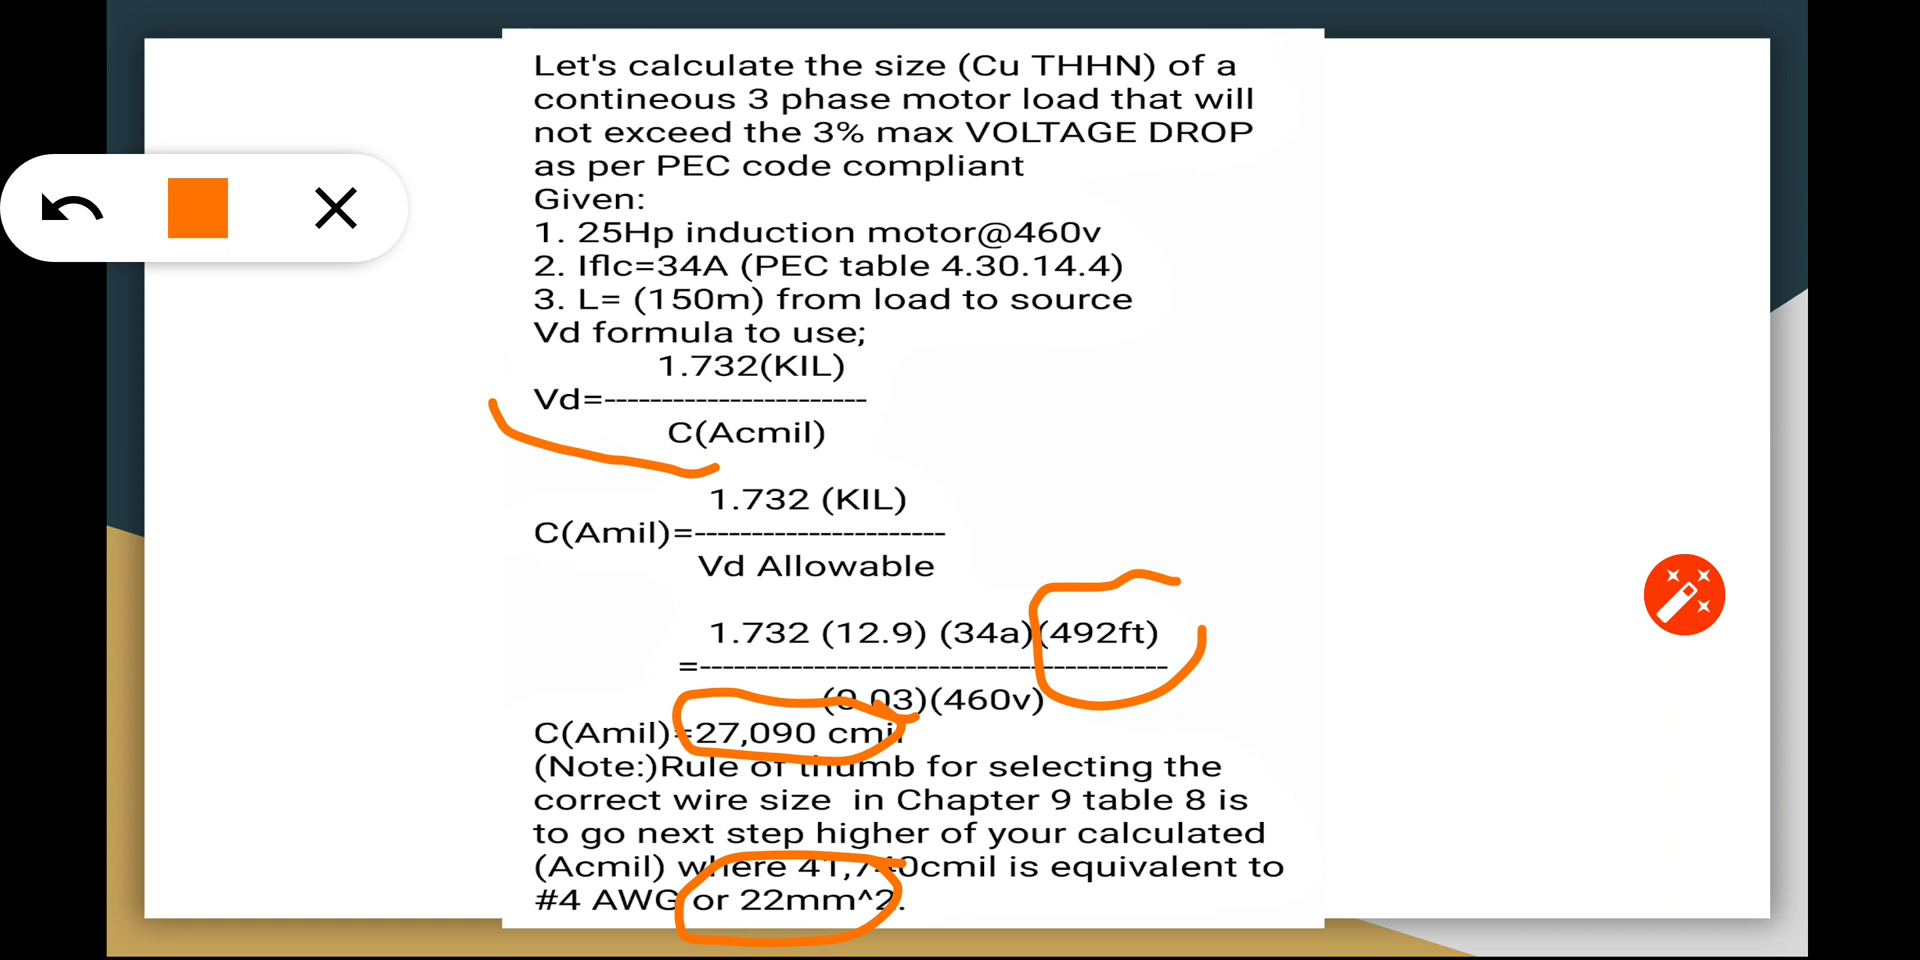 Let's calculate the size (Cu THHN) of a
contineous 3 phase motor load that will
not exceed the 3% max VOLTAGE DROP
as per PEC code compliant
Given:
1. 25Hp induction motor@460v
2. Iflc=34A (PEC table 4.30.14.4)
3. L= (150m) from load to source
Vd formula to use;
1.732(KIL)
Vd=-----------------------
C(Acmil)
1.732 (KIL)
C(Amil)=----------------------
Vd Allowable
1.732 (12.9) (34a)(492ft)
=-----------------------------------------
(0.03)(460v)
C(Amil)=27,090 cmil
(Note:)Rule of thumb for selecting the
correct wire size in Chapter 9 table 8 is
to go next step higher of your calculated
(Acmil) where 41,740cmil is equivalent to
#4 AWG or 22mm^2.